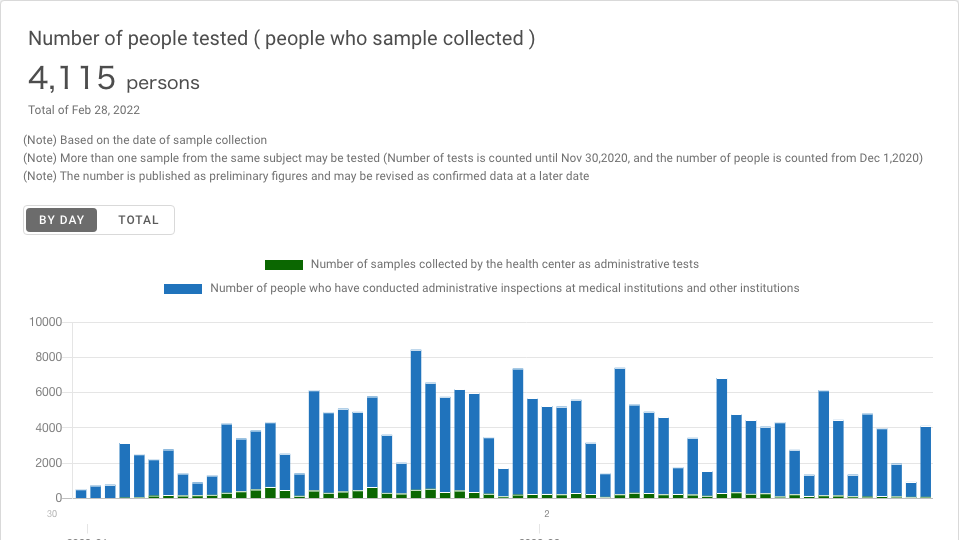 Number of people tested ( people who sample collected )
4,115 persons
Total of Feb 28, 2022
(Note) Based on the date of sample collection
(Note) More than one sample from the same subject may be tested (Number of tests is counted until Nov 30,2020, and the number of people is counted from Dec 1,2020)
(Note) The number is published as preliminary figures and may be revised as confirmed data at a later date
BY DAY TOTAL
Number of samples collected by the health center as administrative tests
Number of people who have conducted administrative inspections at medical institutions and other institutions
10000
8000
6000
4000
2000
0
30 2